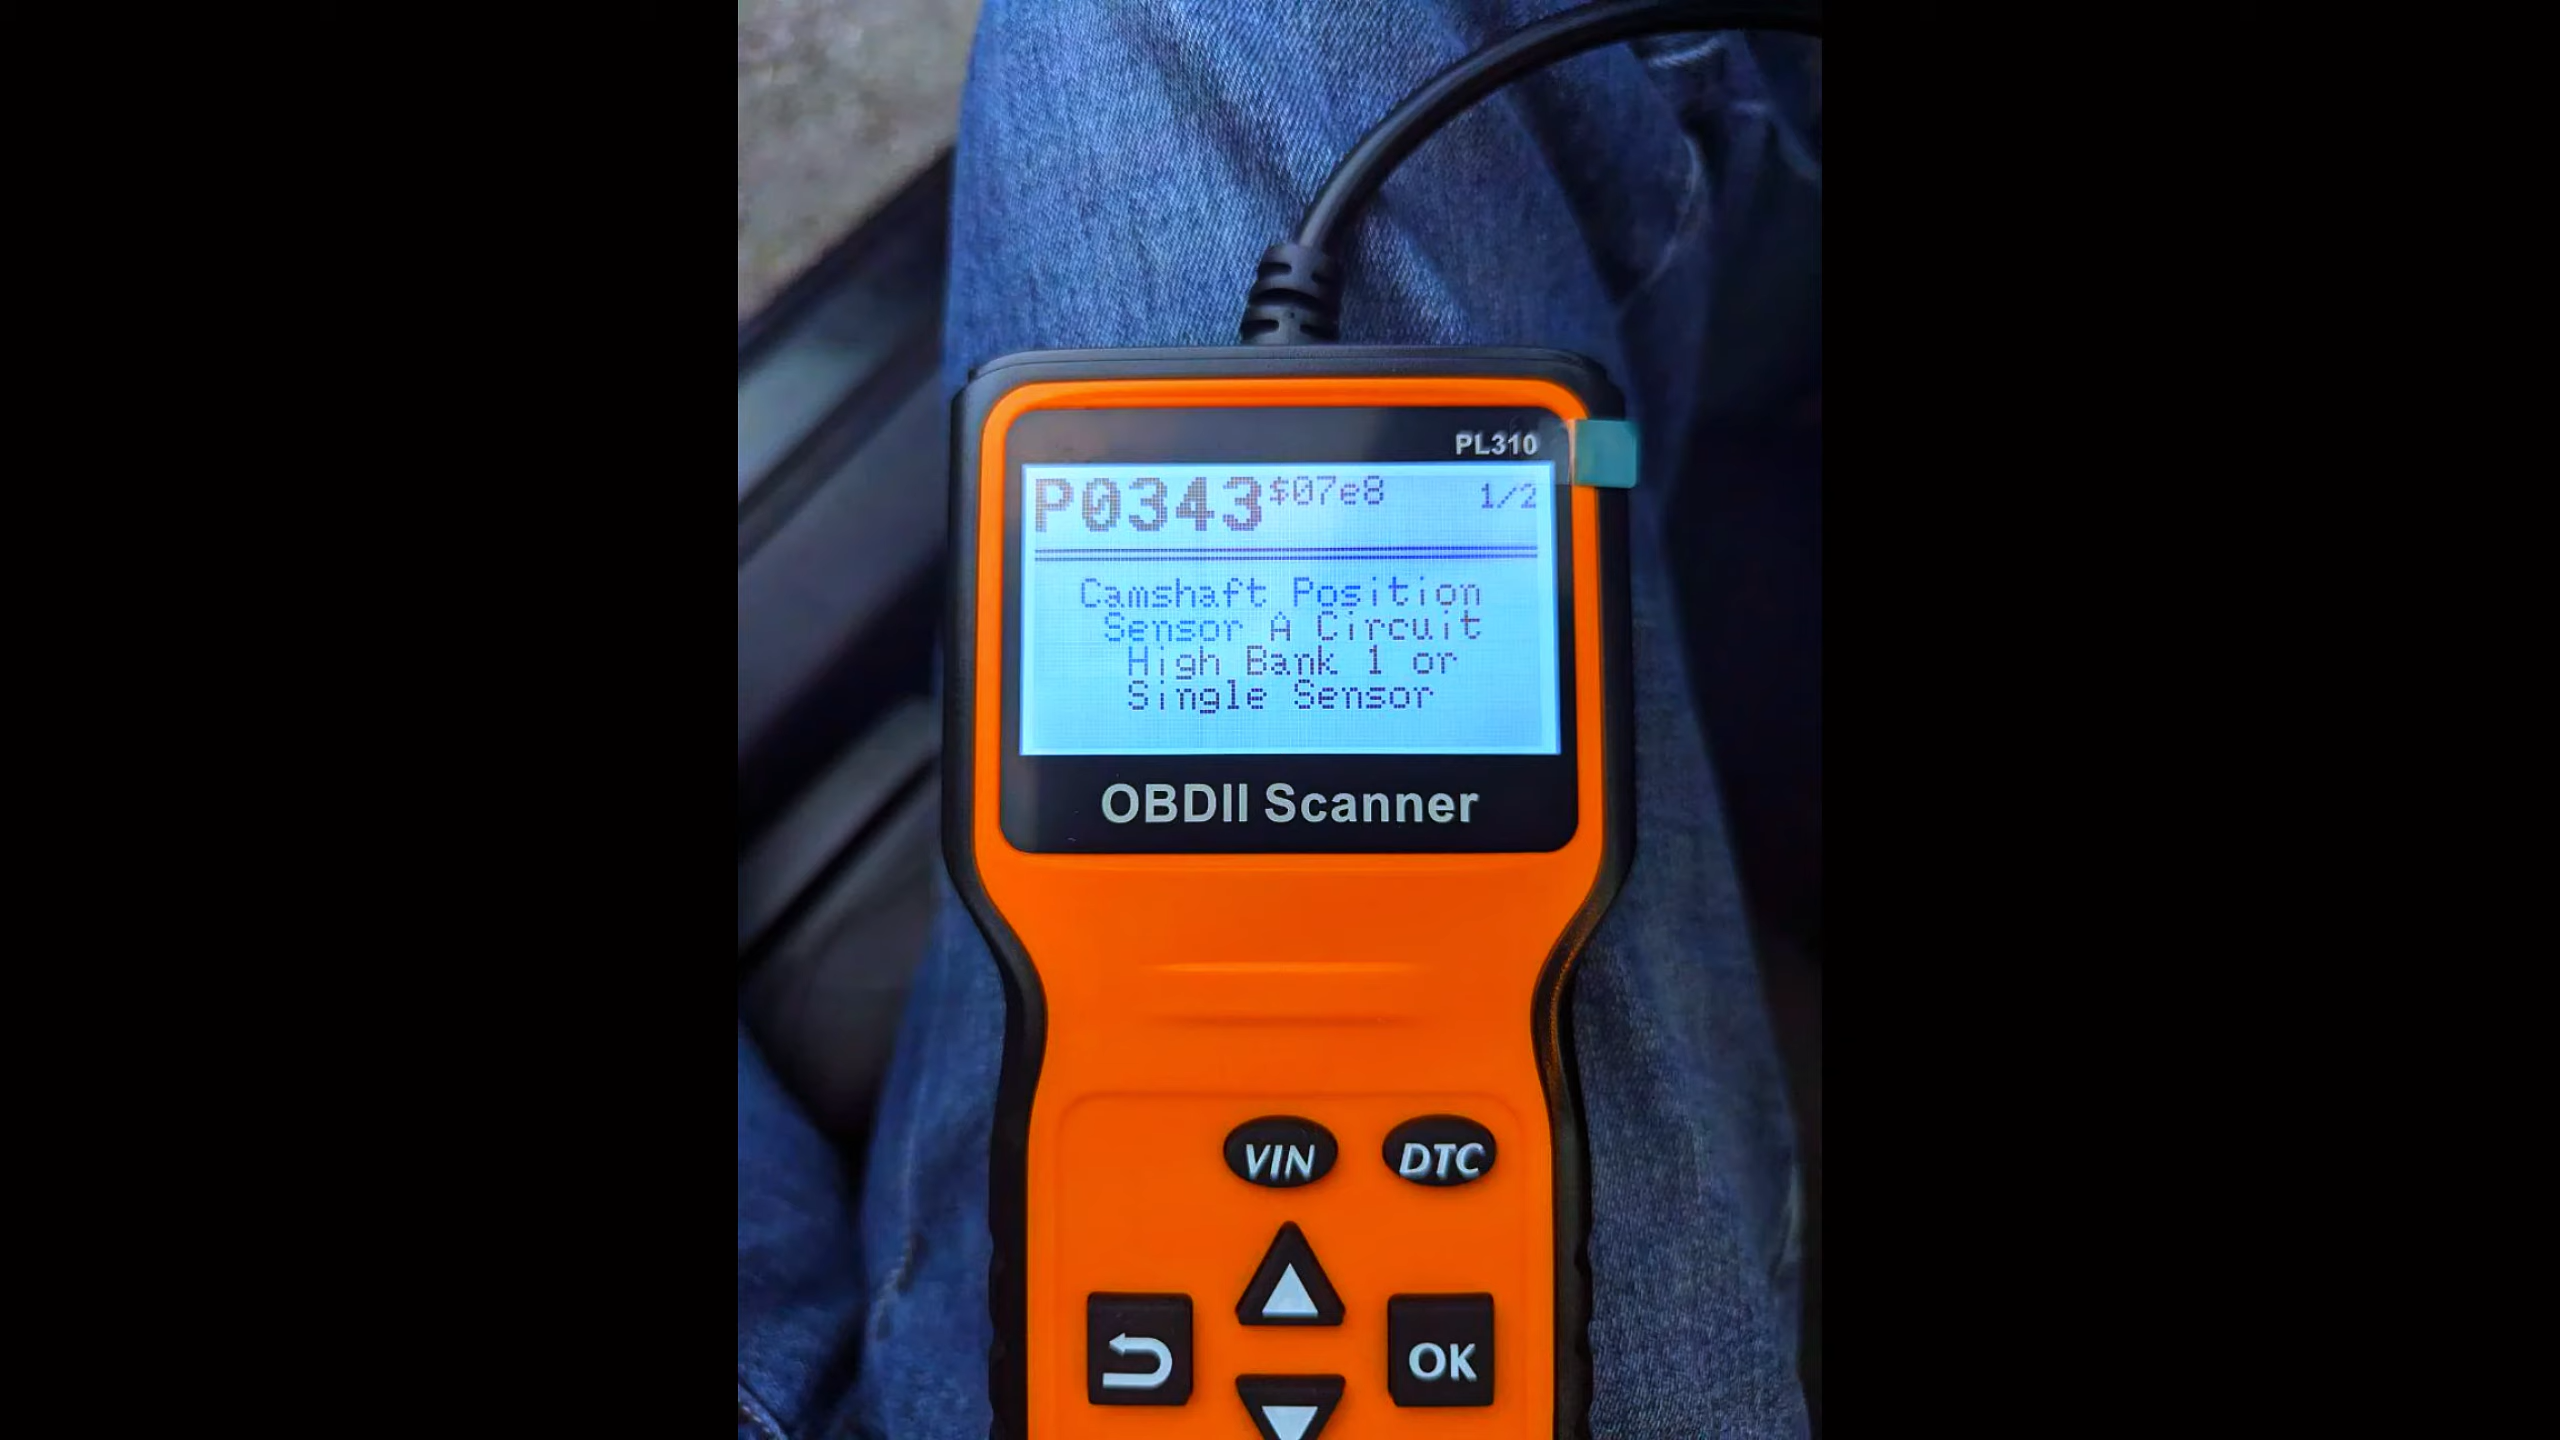 PL310
P0343 $07e8 1/2
Camshaft Position
Sensor A Circuit
High Bank 1 or
Single Sensor
OBDII Scanner
VIN DTC
OK